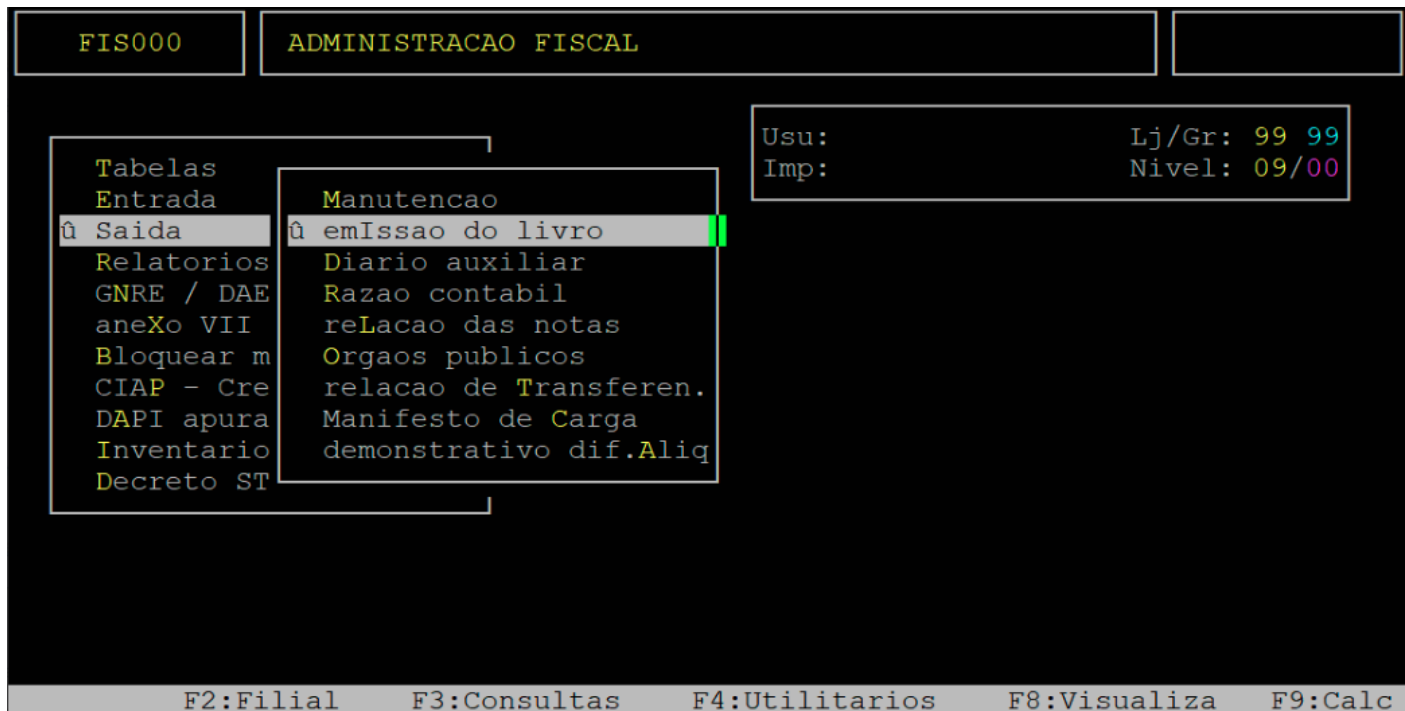 FIS000 ADMINISTRACAO FISCAL
Usu: Lj/Gr: 99 99
Imp: Nivel: 09/00
Tabelas
Entrada
û Saida
Relatorios
GNRE / DAE
aneXo VII
Bloquear m
CIAP - Cre
DAPI apura
Inventario
Decreto ST
Manutencao
û emIssao do livro
Diario auxiliar
Razao contabil
reLacao das notas
Orgaos publicos
relacao de Transferen.
Manifesto de Carga
demonstrativo dif.Aliq
F2:Filial F3:Consultas F4:Utilitarios F8:Visualiza F9:Calc